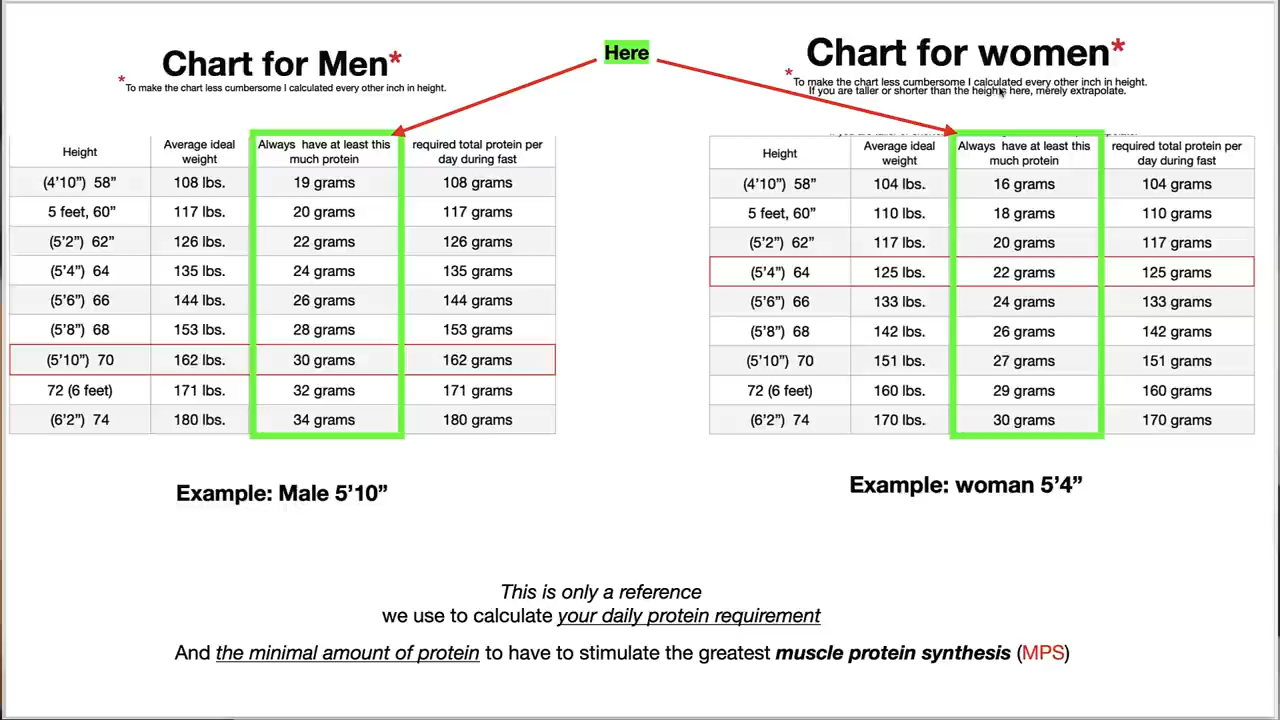 Here
Chart for Men*
* To make the chart less cumbersome I calculated every other inch in height.
Height Average ideal weight Always have at least this much protein required total protein per day during fast
(4’10”) 58” 108 lbs. 19 grams 108 grams
5 feet, 60” 117 lbs. 20 grams 117 grams
(5’2”) 62” 126 lbs. 22 grams 126 grams
(5’4”) 64 135 lbs. 24 grams 135 grams
(5’6”) 66 144 lbs. 26 grams 144 grams
(5’8”) 68 153 lbs. 28 grams 153 grams
(5’10”) 70 162 lbs. 30 grams 162 grams
72 (6 feet) 171 lbs. 32 grams 171 grams
(6’2”) 74 180 lbs. 34 grams 180 grams
Example: Male 5’10”
Chart for women*
* To make the chart less cumbersome I calculated every other inch in height.
If you are taller or shorter than the heights here, merely extrapolate.
Height Average ideal weight Always have at least this much protein required total protein per day during fast
(4’10”) 58” 104 lbs. 16 grams 104 grams
5 feet, 60” 110 lbs. 18 grams 110 grams
(5’2”) 62” 117 lbs. 20 grams 117 grams
(5’4”) 64 125 lbs. 22 grams 125 grams
(5’6”) 66 133 lbs. 24 grams 133 grams
(5’8”) 68 142 lbs. 26 grams 142 grams
(5’10”) 70 151 lbs. 27 grams 151 grams
72 (6 feet) 160 lbs. 29 grams 160 grams
(6’2”) 74 170 lbs. 30 grams 170 grams
Example: woman 5’4”
This is only a reference
we use to calculate your daily protein requirement
And the minimal amount of protein to have to stimulate the greatest muscle protein synthesis (MPS)